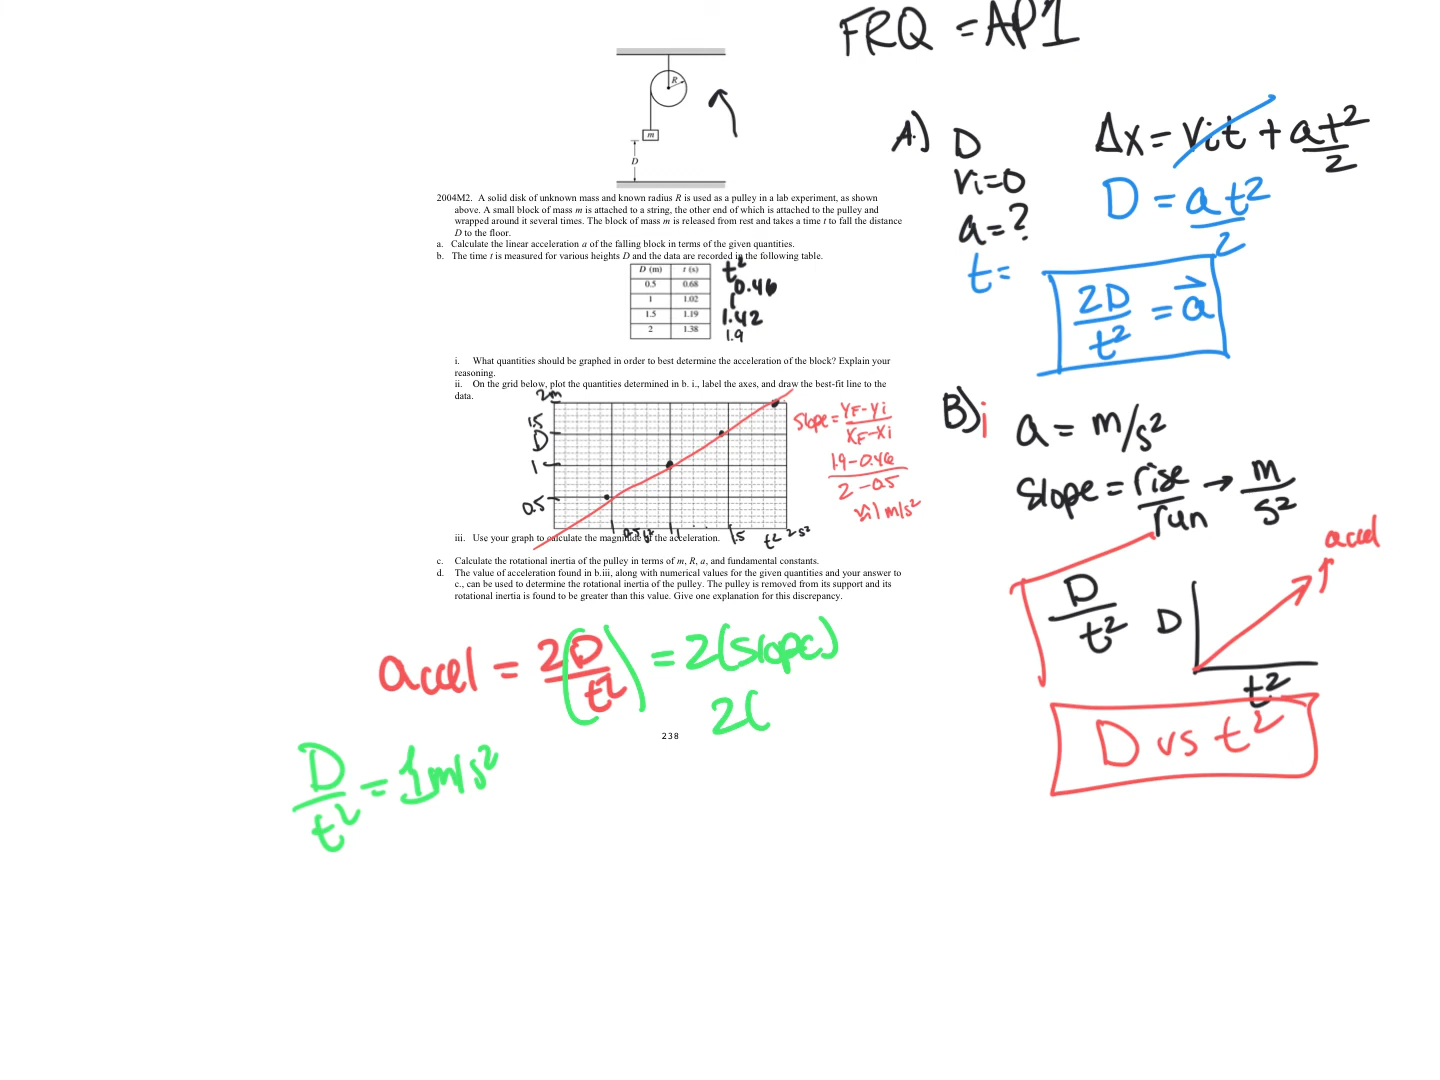 FRQ = AP1
R
m
D
2004M2. A solid disk of unknown mass and known radius R is used as a pulley in a lab experiment, as shown
above. A small block of mass m is attached to a string, the other end of which is attached to the pulley and
wrapped around it several times. The block of mass m is released from rest and takes a time t to fall the distance
D to the floor.
a. Calculate the linear acceleration a of the falling block in terms of the given quantities.
b. The time t is measured for various heights D and the data are recorded in the following table.
D (m) t (s) t²
0.5 0.68 0.46
1 1.02 1
1.5 1.19 1.42
2 1.38 1.9
i. What quantities should be graphed in order to best determine the acceleration of the block? Explain your
reasoning.
ii. On the grid below, plot the quantities determined in b. i., label the axes, and draw the best-fit line to the
data.
2m
1.5
D
1
0.5
1.5 t² 2s²
Slope = YF-Yi / XF-Xi
1.9-0.46 / 2-0.5
≈1 m/s²
iii. Use your graph to calculate the magnitude of the acceleration.
c. Calculate the rotational inertia of the pulley in terms of m, R, a, and fundamental constants.
d. The value of acceleration found in b.iii, along with numerical values for the given quantities and your answer to
c., can be used to determine the rotational inertia of the pulley. The pulley is removed from its support and its
rotational inertia is found to be greater than this value. Give one explanation for this discrepancy.
accel = 2(D/t²) = 2(slope)
2(
238
D/t² = 1m/s²
A) D
Vi=0
a=?
t=
Δx = Vit + at²/2
D = at²/2
2D/t² = a
B)i a = m/s²
Slope = rise/run → m/s²
accel
D/t²
D
t²
D vs t²